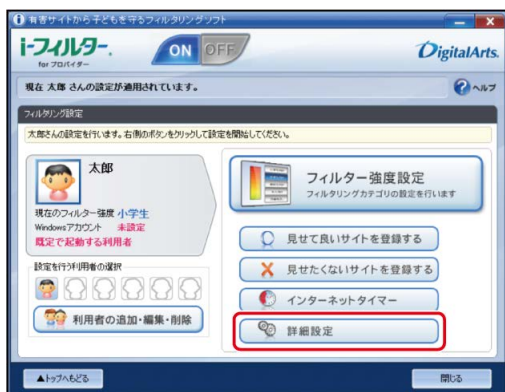 有害サイトから子どもを守るフィルタリングソフト
i-フィルター.
for プロバイダー
ON OFF
DigitalArts.
現在 太郎 さんの設定が適用されています。
ヘルプ
フィルタリング設定
太郎さんの設定を行います。右側のボタンをクリックして設定を開始してください。
太郎
現在のフィルター強度 小学生
Windowsアカウント 未設定
既定で起動する利用者
設定を行う利用者の選択
利用者の追加・編集・削除
フィルター強度設定
フィルタリングカテゴリの設定を行います
見せて良いサイトを登録する
見せたくないサイトを登録する
インターネットタイマー
詳細設定
▲トップへもどる
閉じる